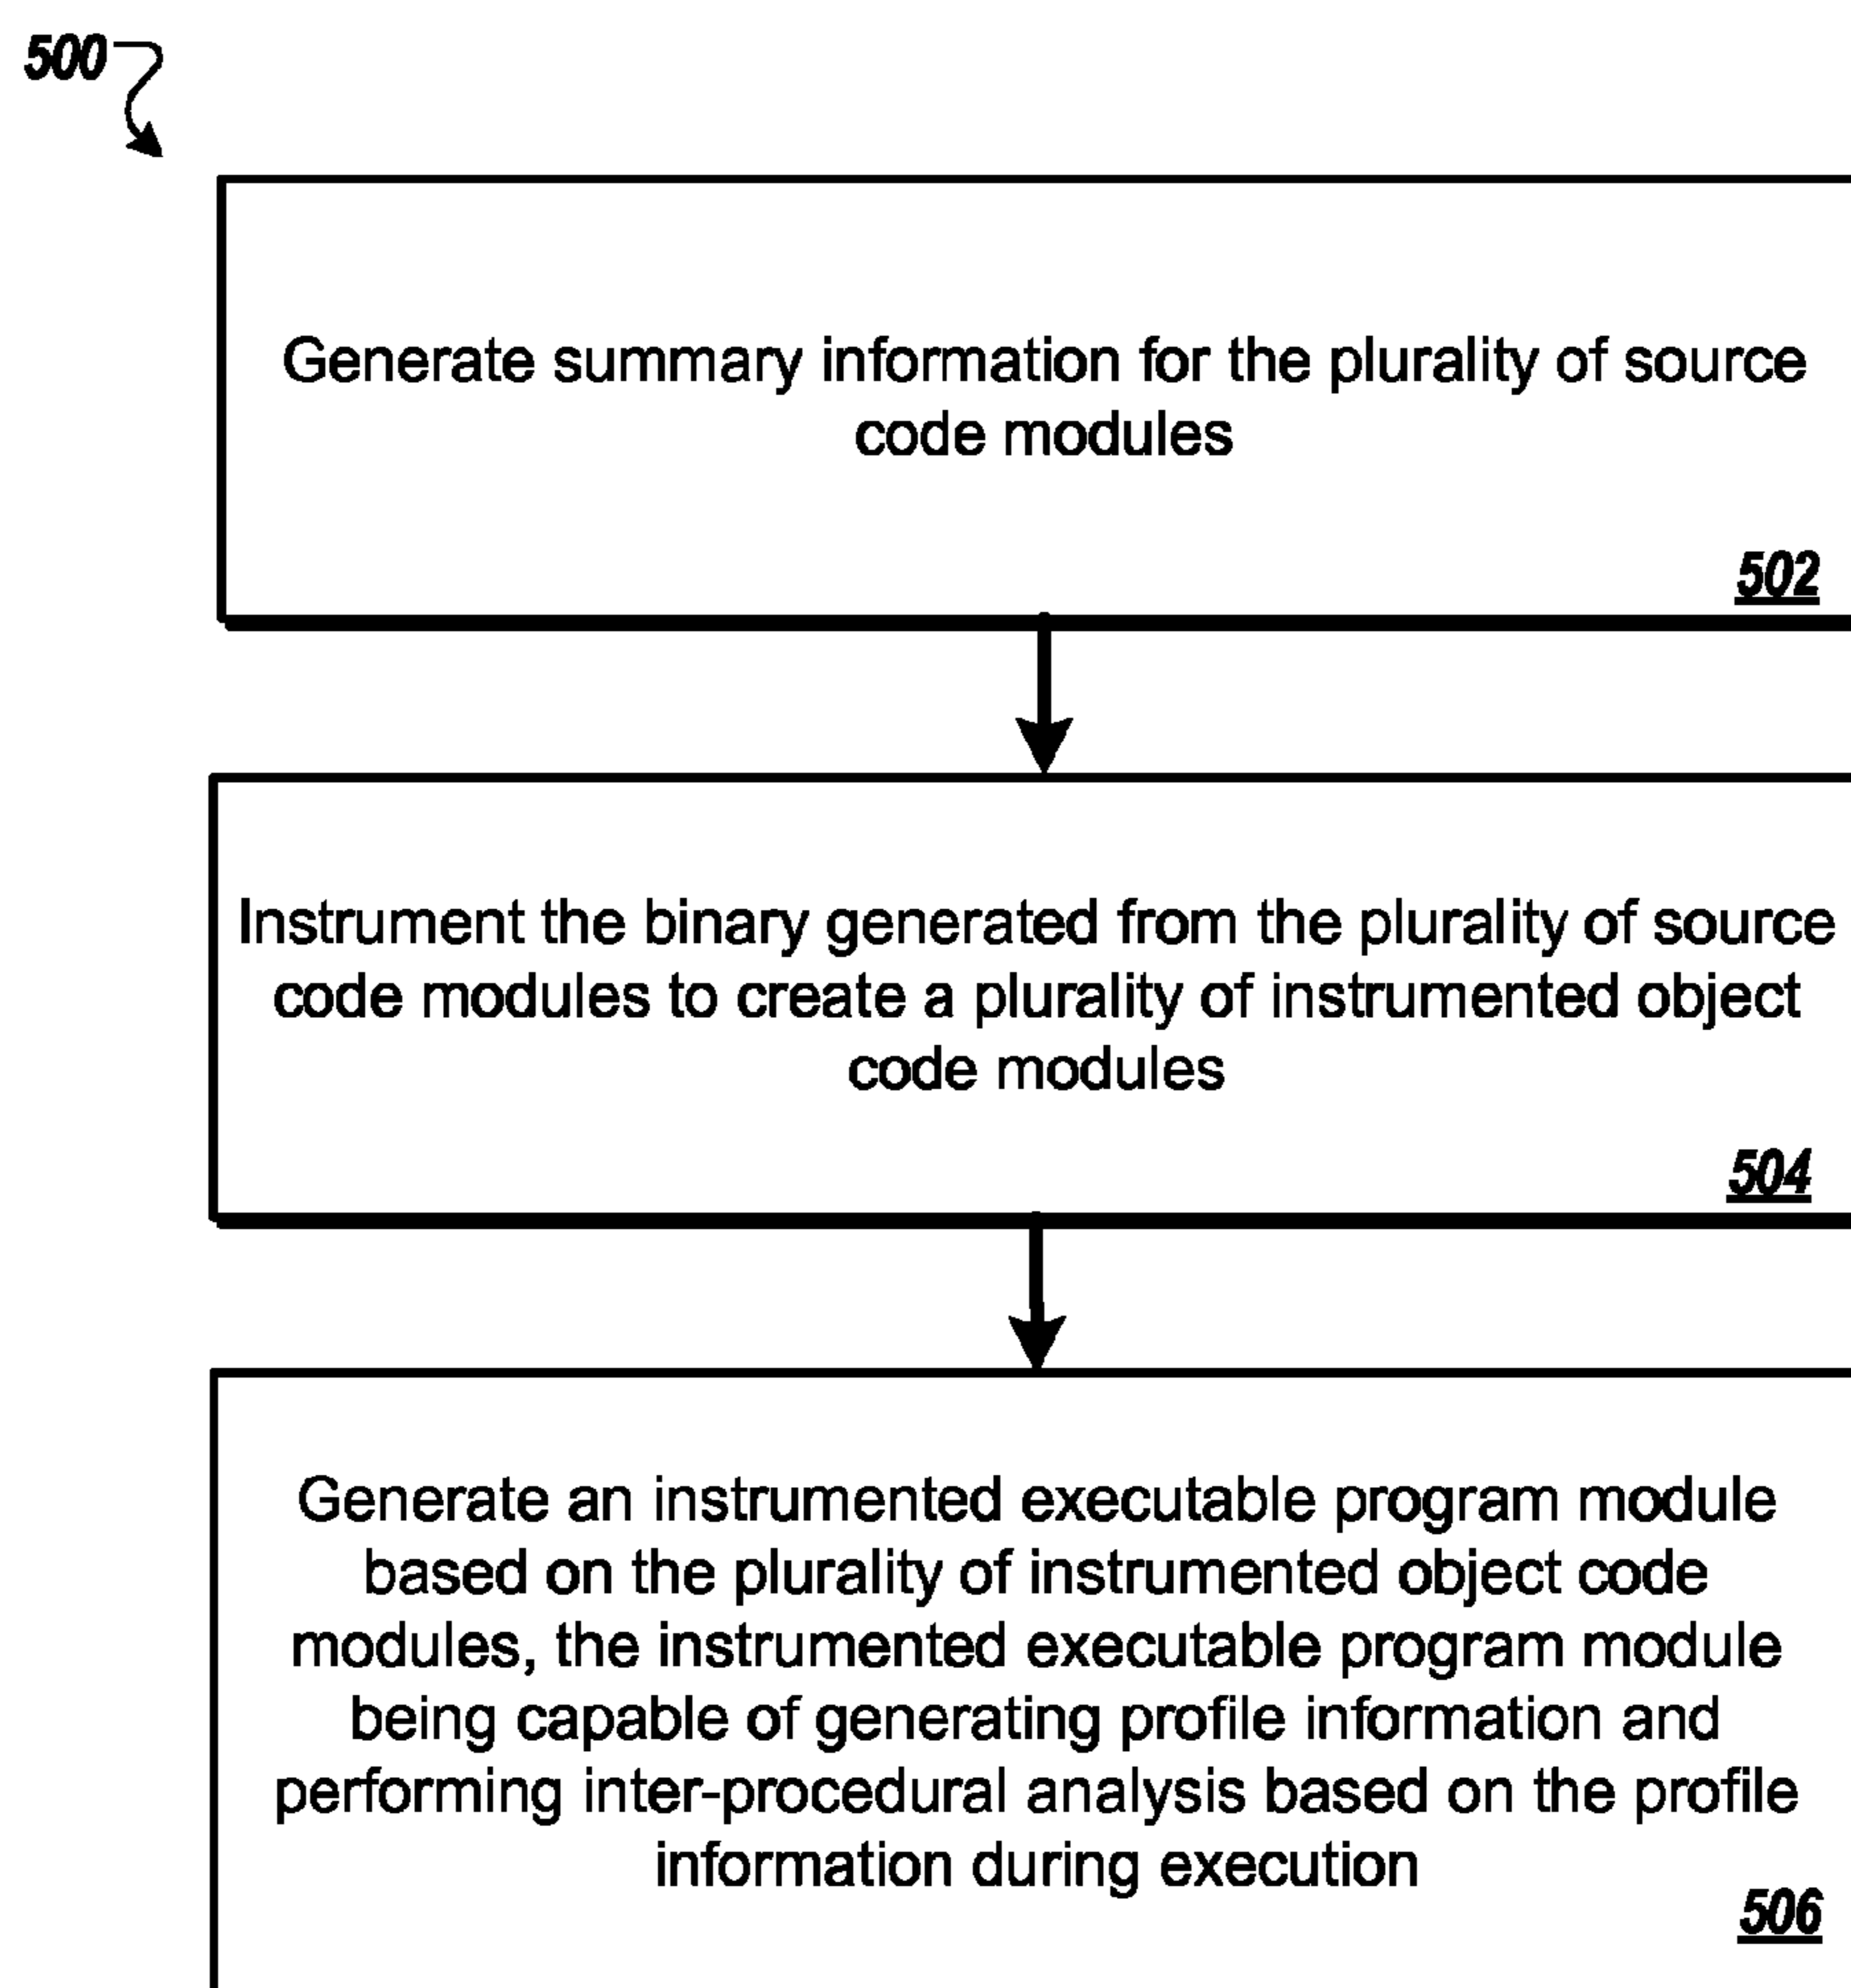 500
Generate summary information for the plurality of source
code modules
502
Instrument the binary generated from the plurality of source
code modules to create a plurality of instrumented object
code modules
504
Generate an instrumented executable program module
based on the plurality of instrumented object code
modules, the instrumented executable program module
being capable of generating profile information and
performing inter-procedural analysis based on the profile
information during execution
506